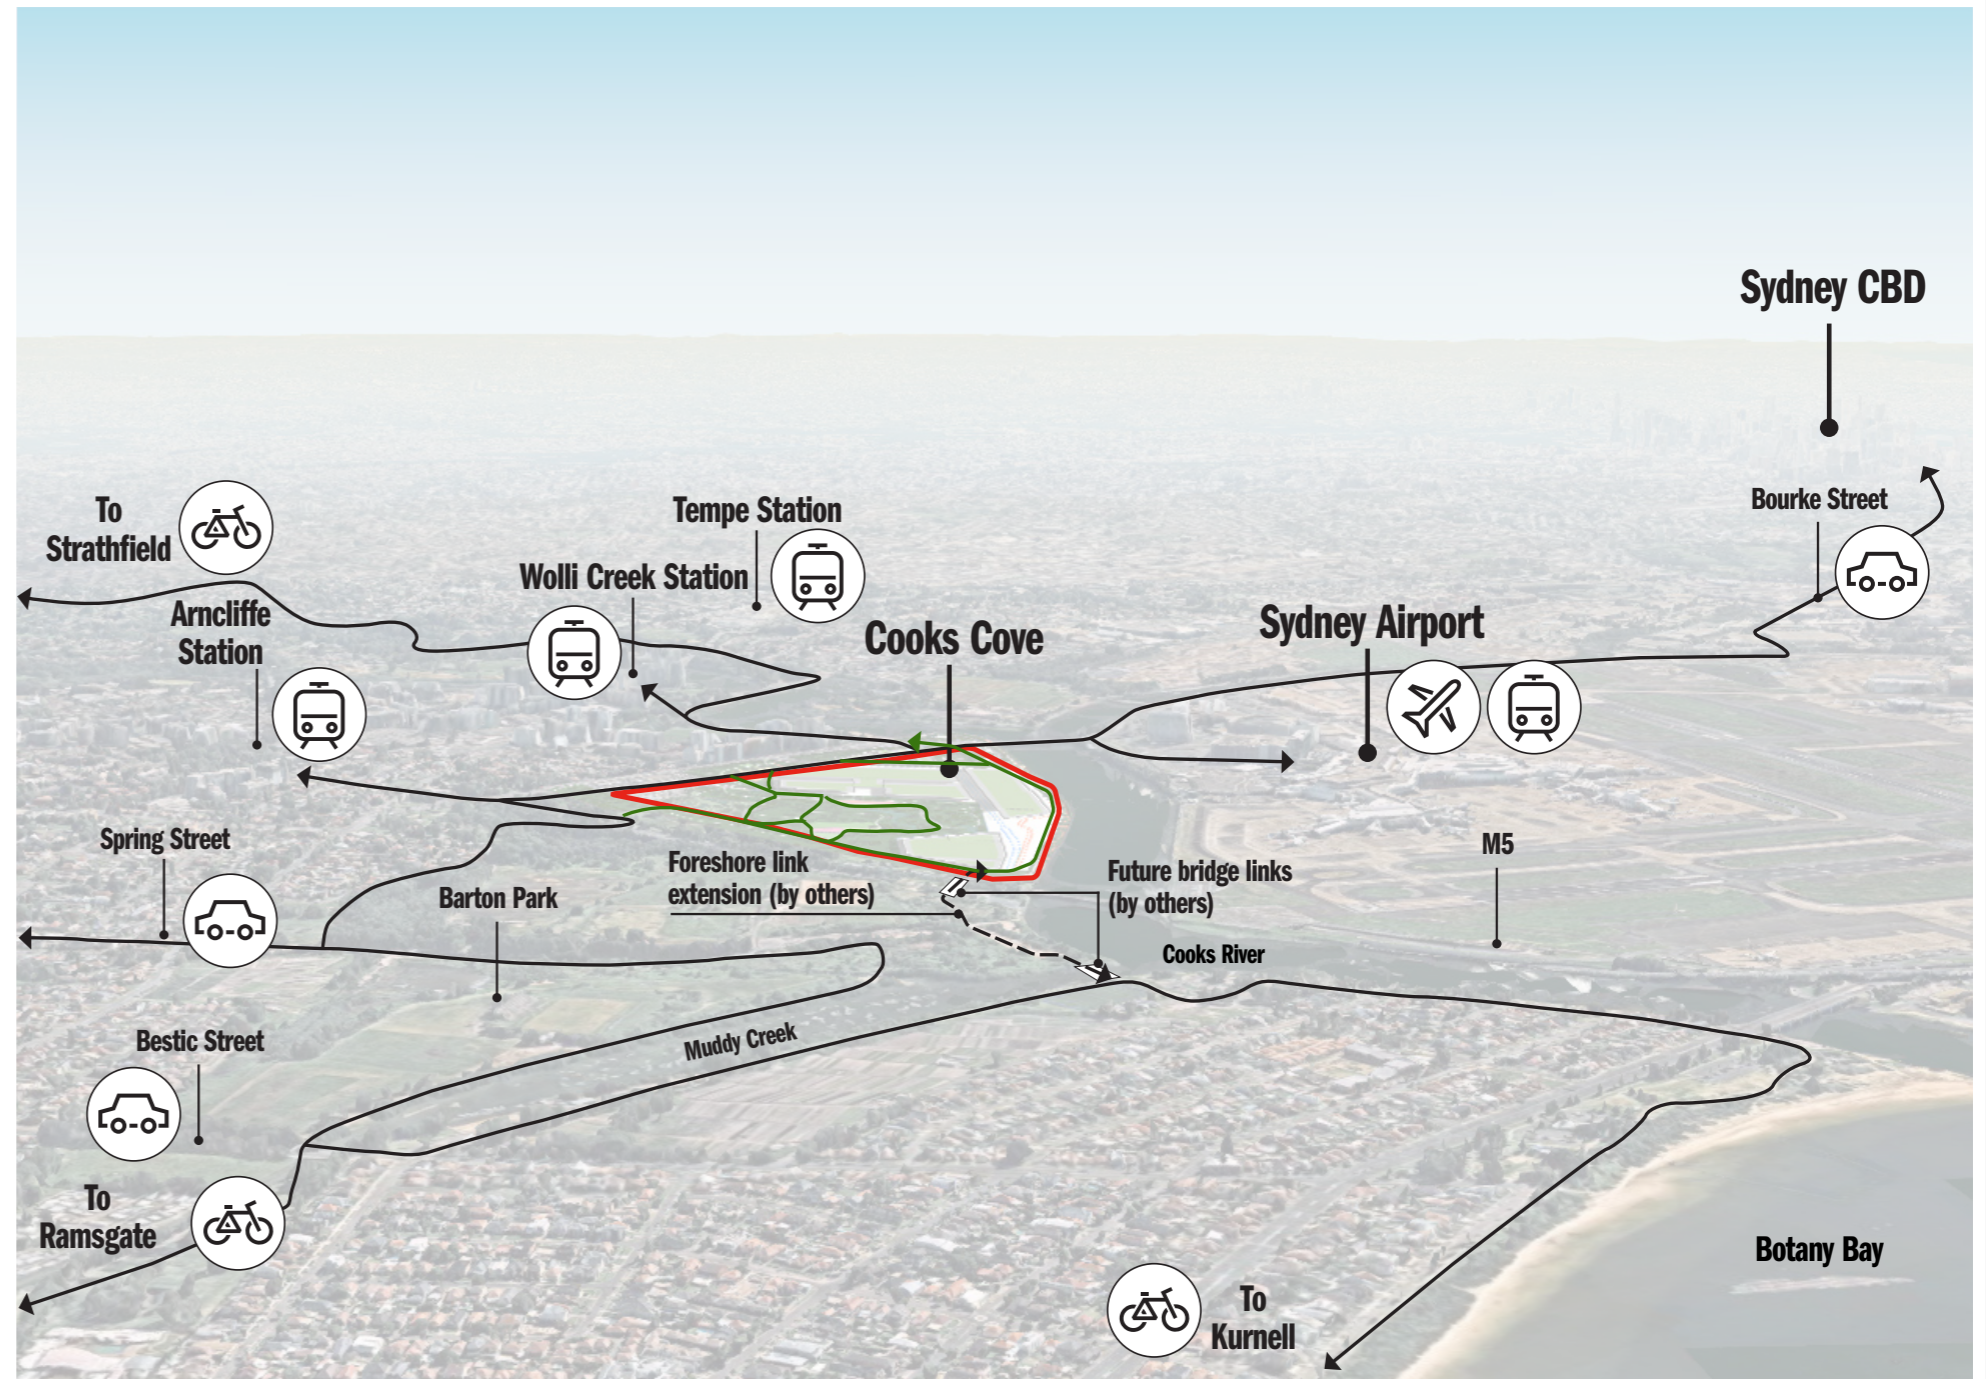 Sydney CBD
Bourke Street
To
Strathfield
Tempe Station
Wolli Creek Station
Arncliffe
Station
Cooks Cove
Sydney Airport
Spring Street
Barton Park
Foreshore link
extension (by others)
Future bridge links
(by others)
M5
Cooks River
Bestic Street
Muddy Creek
To
Ramsgate
Botany Bay
To
Kurnell